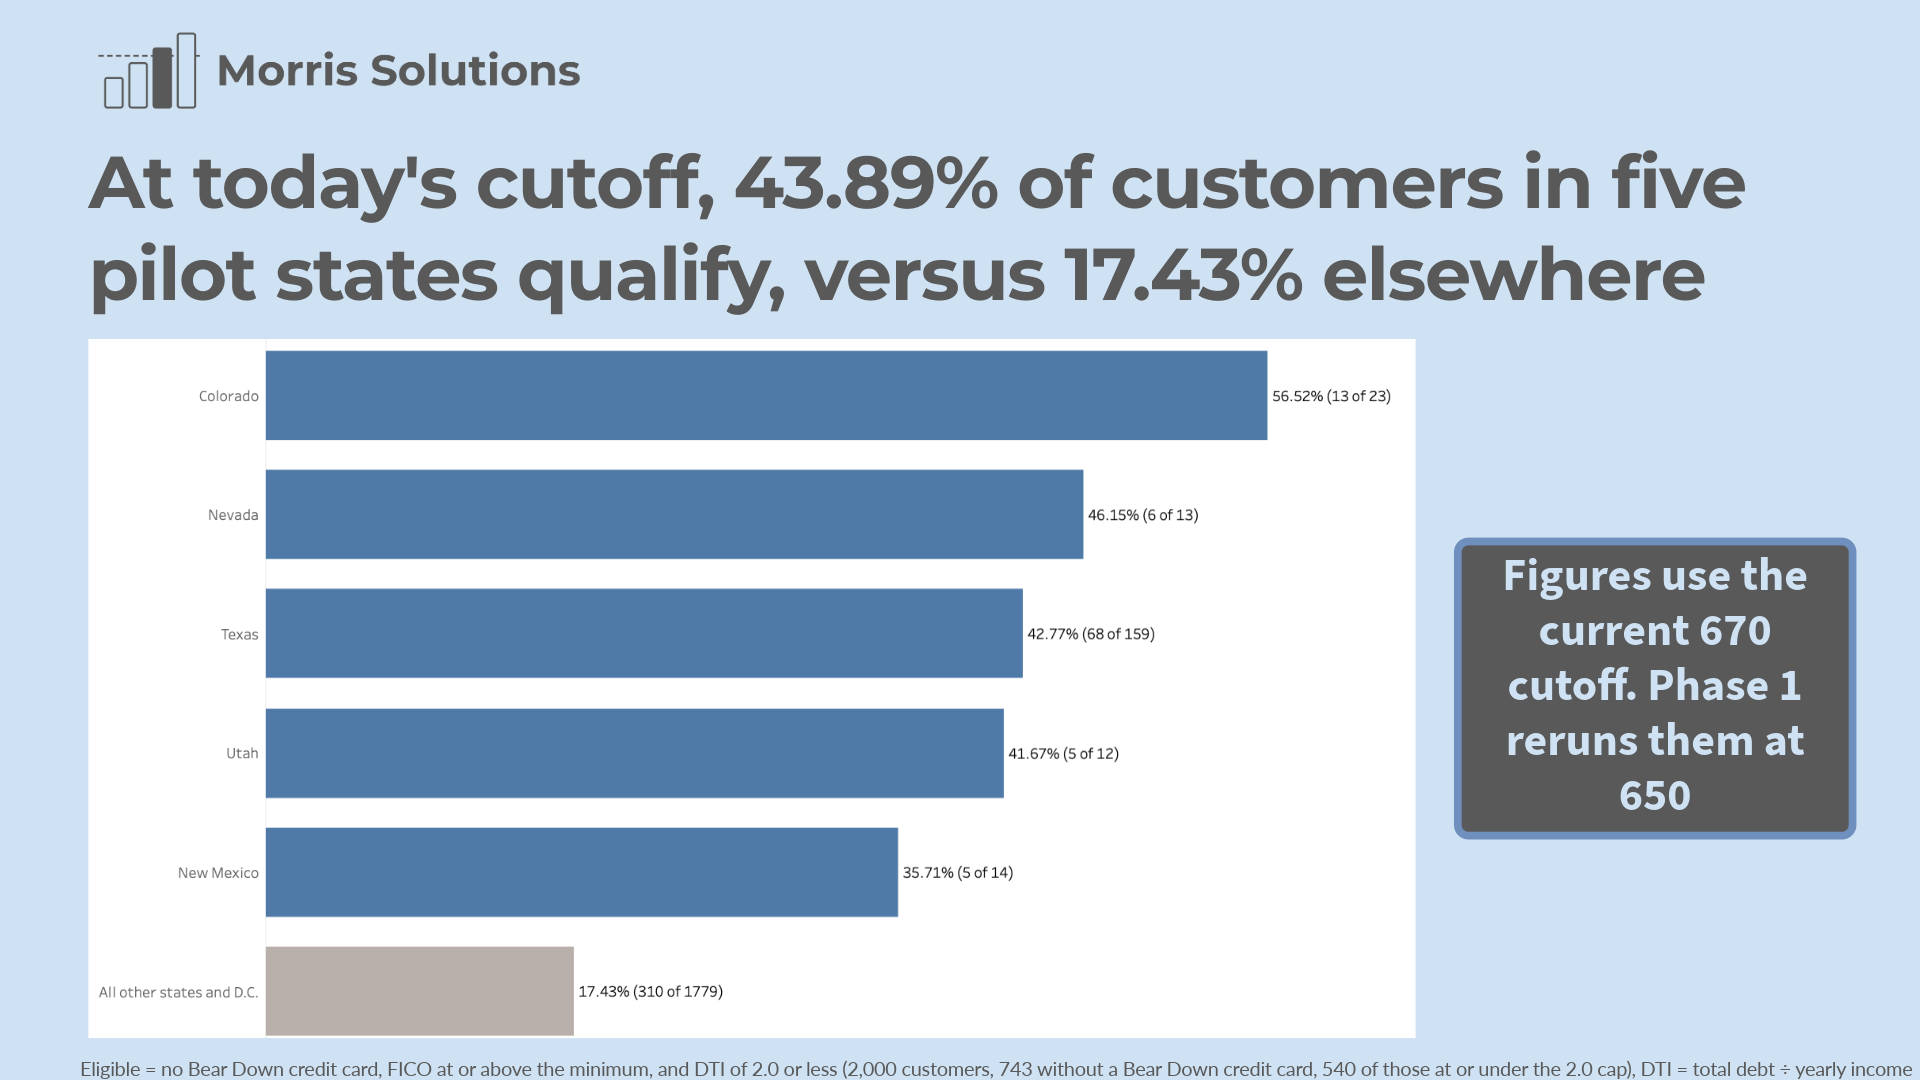 Morris Solutions
At today's cutoff, 43.89% of customers in five
pilot states qualify, versus 17.43% elsewhere
Colorado
56.52% (13 of 23)
Nevada
46.15% (6 of 13)
Texas
42.77% (68 of 159)
Utah
41.67% (5 of 12)
New Mexico
35.71% (5 of 14)
All other states and D.C.
17.43% (310 of 1779)
Figures use the
current 670
cutoff. Phase 1
reruns them at
650
Eligible = no Bear Down credit card, FICO at or above the minimum, and DTI of 2.0 or less (2,000 customers, 743 without a Bear Down credit card, 540 of those at or under the 2.0 cap), DTI = total debt ÷ yearly income